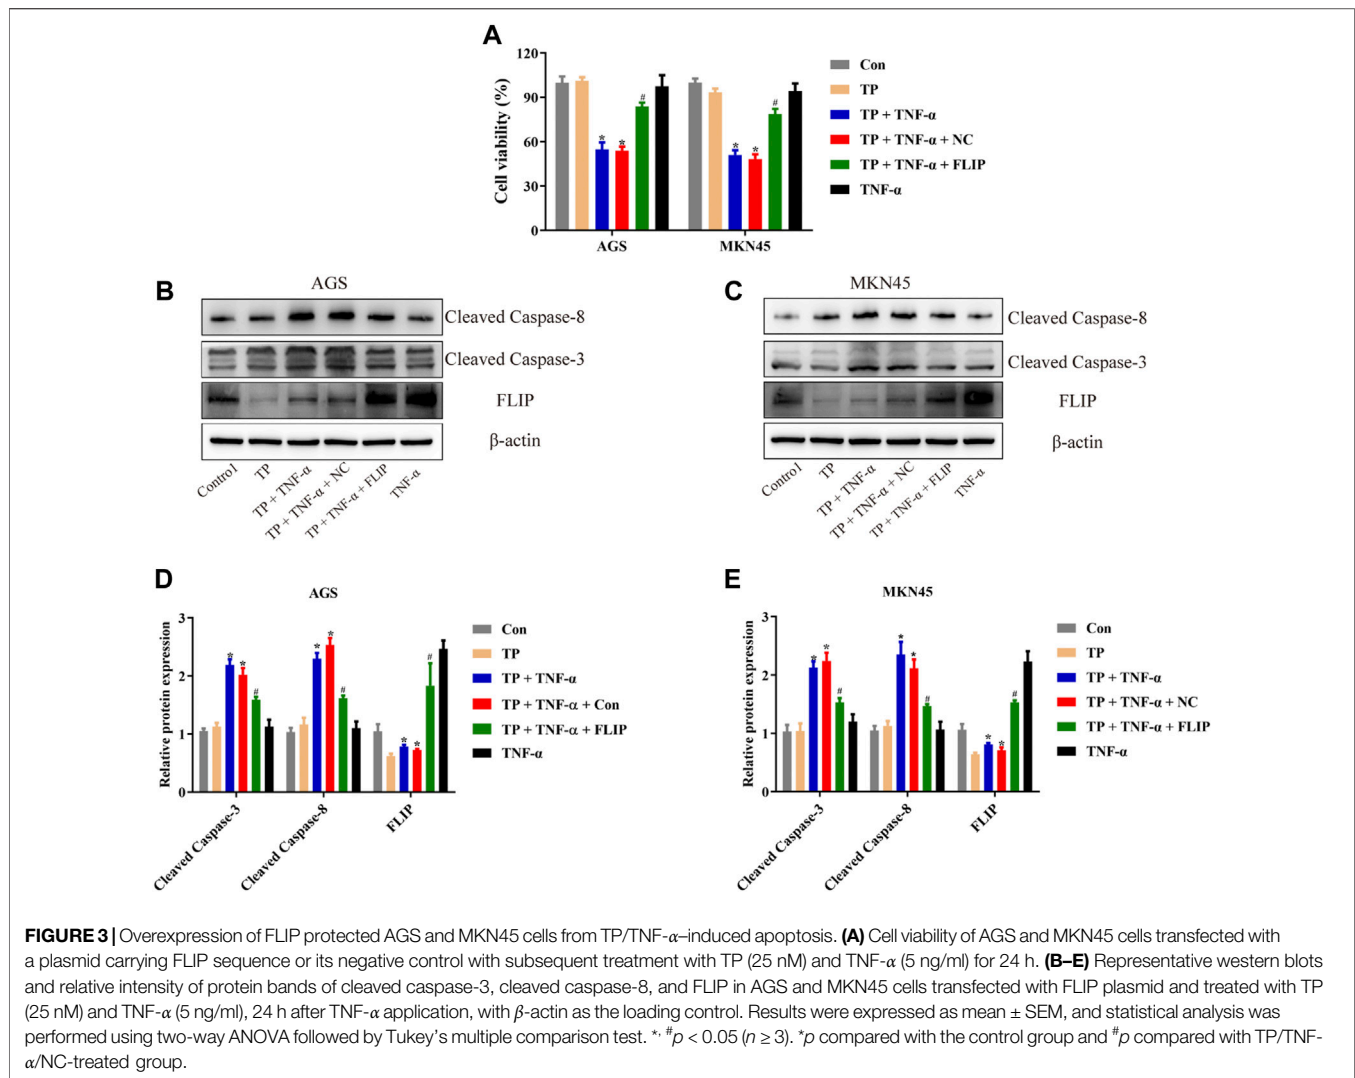 A
120
90
60
30
0
Cell viability (%)
* * # * * #
AGS MKN45
Con
TP
TP + TNF-α
TP + TNF-α + NC
TP + TNF-α + FLIP
TNF-α
B
AGS
Cleaved Caspase-8
Cleaved Caspase-3
FLIP
β-actin
Control TP TP + TNF-α TP + TNF-α + NC TP + TNF-α + FLIP TNF-α
C
MKN45
Cleaved Caspase-8
Cleaved Caspase-3
FLIP
β-actin
Control TP TP + TNF-α TP + TNF-α + NC TP + TNF-α + FLIP TNF-α
D
AGS
3
2
1
0
Relative protein expression
* * # * * # * * #
Cleaved Caspase-3 Cleaved Caspase-8 FLIP
Con
TP
TP + TNF-α
TP + TNF-α + Con
TP + TNF-α + FLIP
TNF-α
E
MKN45
3
2
1
0
Relative protein expression
* * # * * # * * #
Cleaved Caspase-3 Cleaved Caspase-8 FLIP
Con
TP
TP + TNF-α
TP + TNF-α + NC
TP + TNF-α + FLIP
TNF-α
FIGURE 3 | Overexpression of FLIP protected AGS and MKN45 cells from TP/TNF-α–induced apoptosis. (A) Cell viability of AGS and MKN45 cells transfected with
a plasmid carrying FLIP sequence or its negative control with subsequent treatment with TP (25 nM) and TNF-α (5 ng/ml) for 24 h. (B–E) Representative western blots
and relative intensity of protein bands of cleaved caspase-3, cleaved caspase-8, and FLIP in AGS and MKN45 cells transfected with FLIP plasmid and treated with TP
(25 nM) and TNF-α (5 ng/ml), 24 h after TNF-α application, with β-actin as the loading control. Results were expressed as mean ± SEM, and statistical analysis was
performed using two-way ANOVA followed by Tukey's multiple comparison test. *, #p < 0.05 (n ≥ 3). *p compared with the control group and #p compared with TP/TNF-
α/NC-treated group.